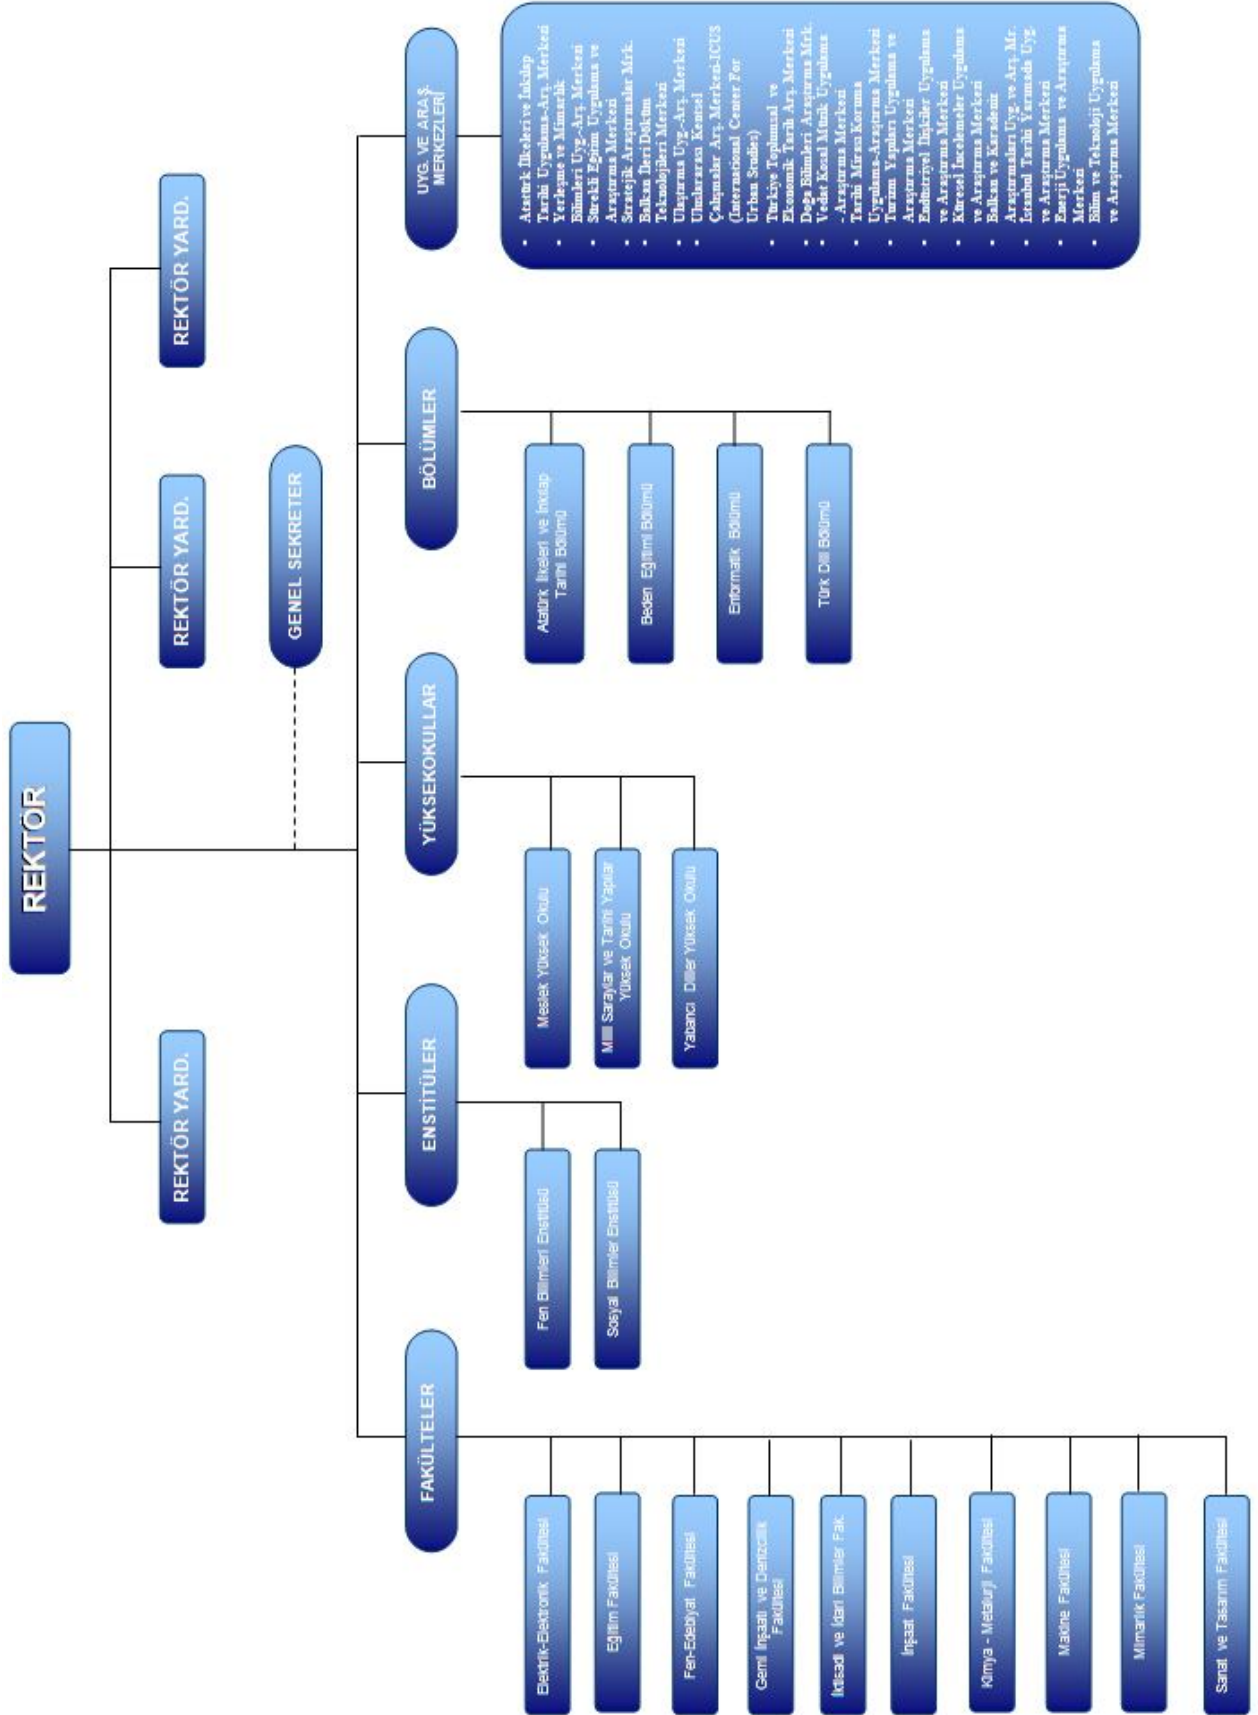 REKTÖR
REKTÖR YARD.
REKTÖR YARD.
REKTÖR YARD.
GENEL SEKRETER
FAKÜLTELER
ENSTİTÜLER
YÜKSEKOKULLAR
BÖLÜMLER
UYG. VE ARAŞ.
MERKEZLERİ
Elektrik-Elektronik Fakültesi
Eğitim Fakültesi
Fen-Edebiyat Fakültesi
Gemi İnşaatı ve Denizcilik
Fakültesi
İktisadi ve İdari Bilimler Fak.
İnşaat Fakültesi
Kimya - Metalurji Fakültesi
Makine Fakültesi
Mimarlık Fakültesi
Sanat ve Tasarım Fakültesi
Fen Bilimleri Enstitüsü
Sosyal Bilimler Enstitüsü
Meslek Yüksek Okulu
Milli Saraylar ve Tarihi Yapılar
Yüksek Okulu
Yabancı Diller Yüksek Okulu
Atatürk İlkeleri ve İnkılap
Tarihi Bölümü
Beden Eğitimi Bölümü
Enformatik Bölümü
Türk Dili Bölümü
• Atatürk İlkeleri ve İnkılap
Tarihi Uygulama-Arş. Merkezi
• Yerleşme ve Mimarlık
Bilimleri Uyg.-Arş. Merkezi
• Sürekli Eğitim Uygulama ve
Araştırma Merkezi
• Stratejik Araştırmalar Mrk.
• Balkan İleri Döküm
Teknolojileri Merkezi
• Ulaştırma Uyg.-Arş. Merkezi
• Uluslararası Kentsel
Çalışmalar Arş. Merkezi-ICUS
(International Center For
Urban Studies)
• Türkiye Toplumsal ve
Ekonomik Tarih Arş. Merkezi
• Doğa Bilimleri Araştırma Mrk.
• Vedat Kosal Müzik Uygulama
- Araştırma Merkezi
• Tarihi Mirası Koruma
Uygulama-Araştırma Merkezi
• Turizm Yapıları Uygulama ve
Araştırma Merkezi
• Endüstriyel İlişkiler Uygulama
ve Araştırma Merkezi
• Küresel İncelemeler Uygulama
ve Araştırma Merkezi
• Balkan ve Karadeniz
Araştırmaları Uyg. ve Arş. Mr.
• İstanbul Tarihi Yarımada Uyg.
ve Araştırma Merkezi
• Enerji Uygulama ve Araştırma
Merkezi
• Bilim ve Teknoloji Uygulama
ve Araştırma Merkezi